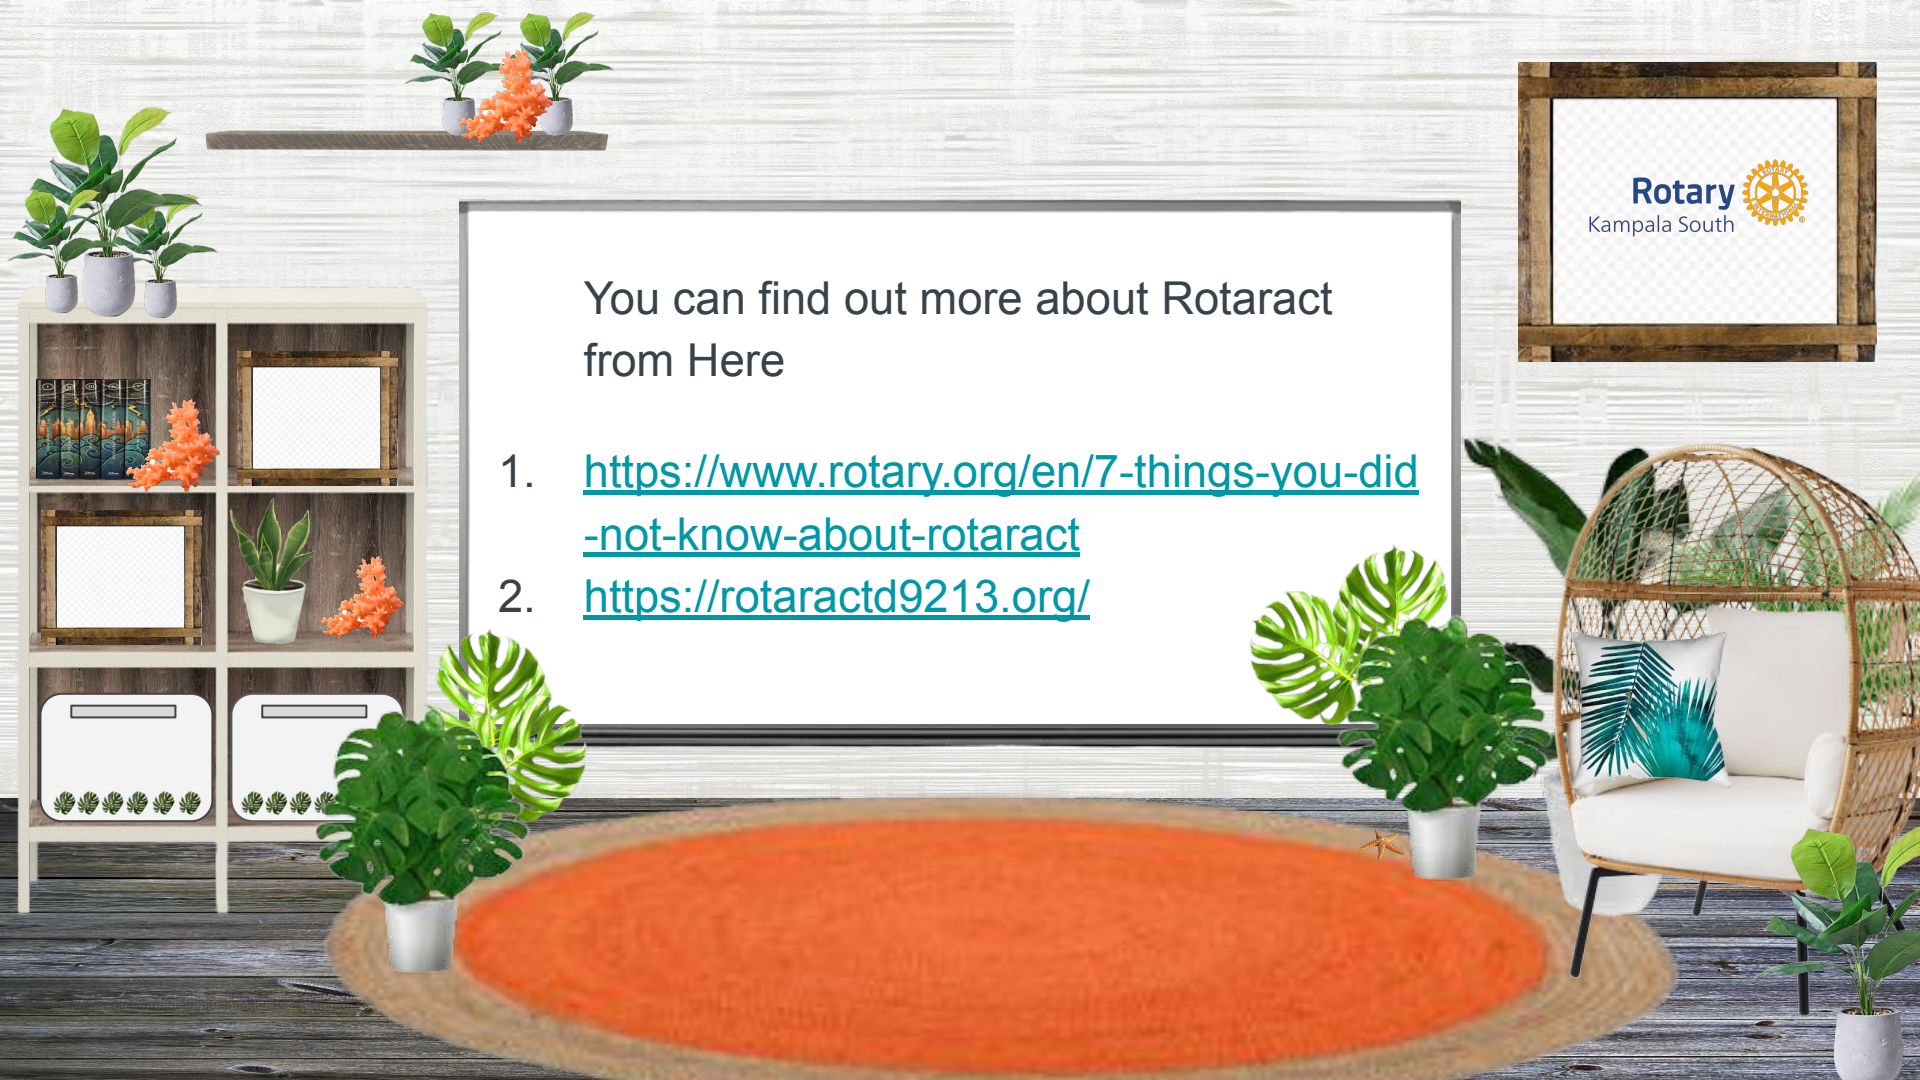 Rotary
Kampala South
You can find out more about Rotaract
from Here
1. https://www.rotary.org/en/7-things-you-did
-not-know-about-rotaract
2. https://rotaractd9213.org/